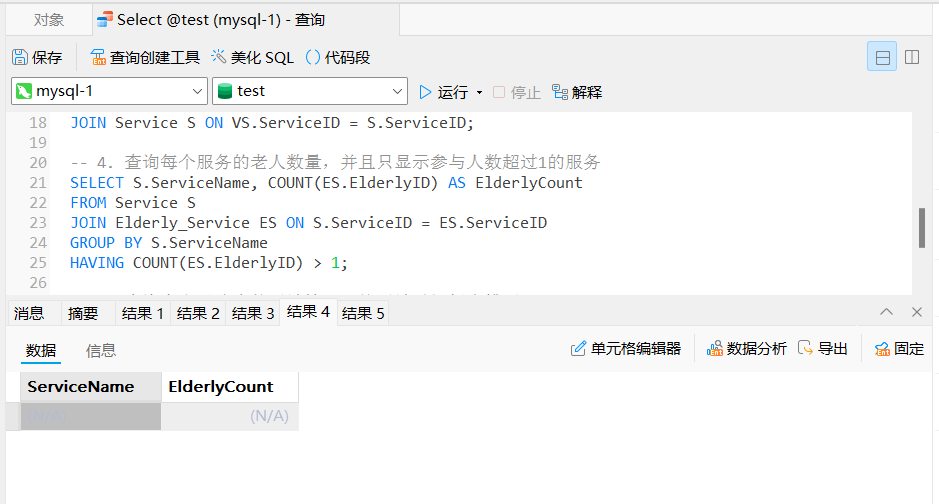 对象 Select @test (mysql-1) - 查询
保存 查询创建工具 美化 SQL () 代码段
mysql-1 test 运行 停止 解释
18 JOIN Service S ON VS.ServiceID = S.ServiceID;
19
20 -- 4. 查询每个服务的老人数量，并且只显示参与人数超过1的服务
21 SELECT S.ServiceName, COUNT(ES.ElderlyID) AS ElderlyCount
22 FROM Service S
23 JOIN Elderly_Service ES ON S.ServiceID = ES.ServiceID
24 GROUP BY S.ServiceName
25 HAVING COUNT(ES.ElderlyID) > 1;
26
消息 摘要 结果 1 结果 2 结果 3 结果 4 结果 5
数据 信息 单元格编辑器 数据分析 导出 固定
ServiceName ElderlyCount
(N/A) (N/A)